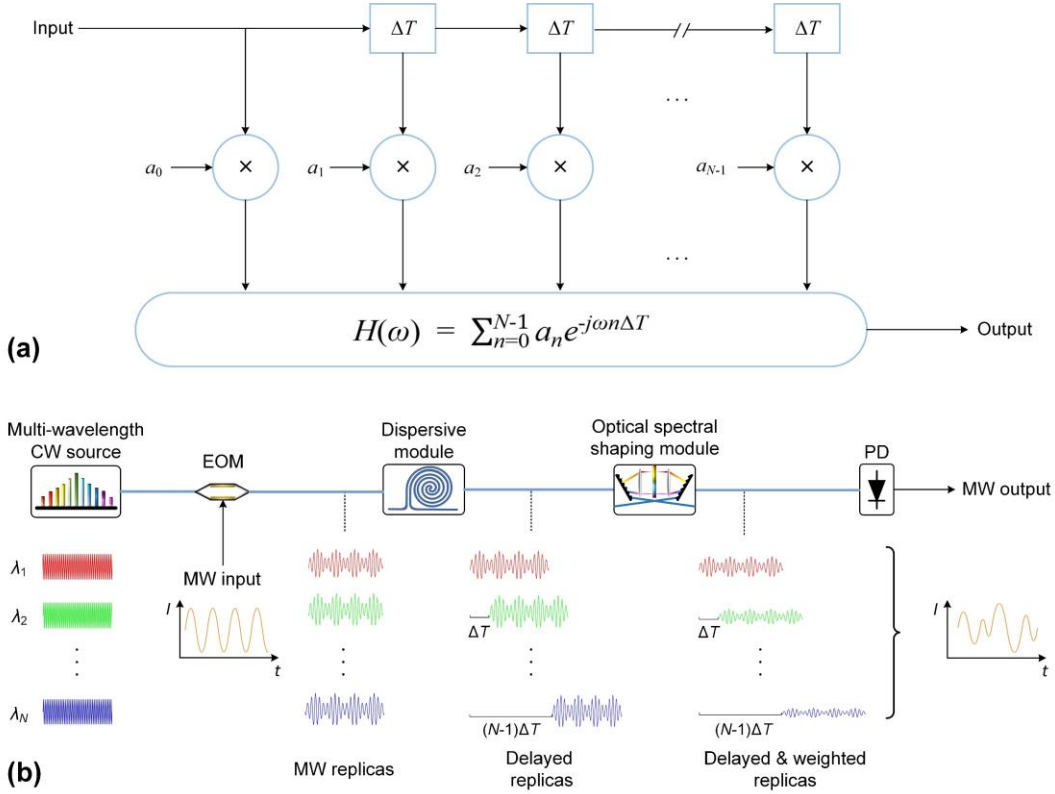 Input
ΔT
ΔT
ΔT
...
a0
×
a1
×
a2
×
aN-1
×
...
H(ω) = ∑_{n=0}^{N-1} a_n e^{-jωnΔT}
Output
(a)
Multi-wavelength
CW source
EOM
Dispersive
module
Optical spectral
shaping module
PD
MW output
λ1
MW input
λ2
I
t
ΔT
ΔT
I
t
λN
(N-1)ΔT
(N-1)ΔT
MW replicas
Delayed
replicas
Delayed & weighted
replicas
(b)